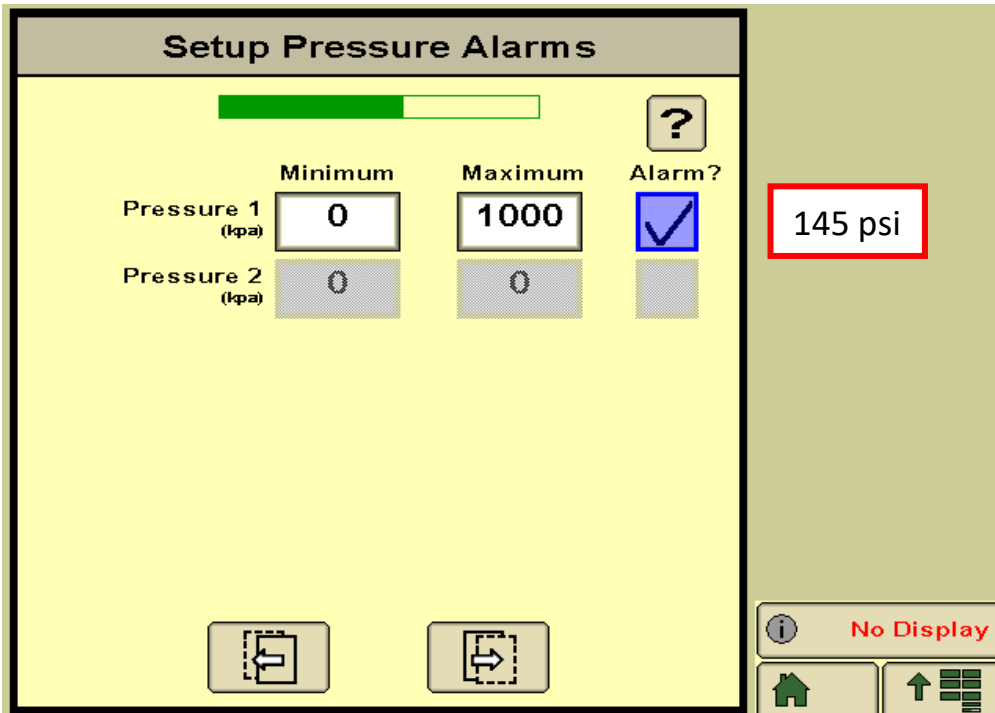 Setup Pressure Alarms
?
Minimum Maximum Alarm?
Pressure 1 0 1000
(kpa)
145 psi
Pressure 2 0 0
(kpa)
i No Display